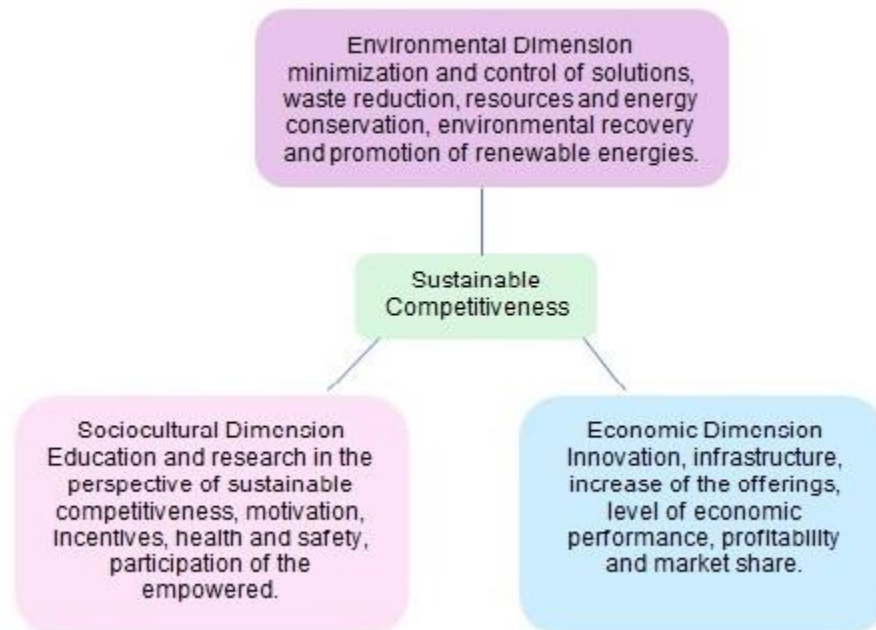 Environmental Dimension
minimization and control of solutions,
waste reduction, resources and energy
conservation, environmental recovery
and promotion of renewable energies.
Sustainable
Competitiveness
Sociocultural Dimension
Education and research in the
perspective of sustainable
competitiveness, motivation,
incentives, health and safety,
participation of the
empowered.
Economic Dimension
Innovation, infrastructure,
increase of the offerings,
level of economic
performance, profitability
and market share.